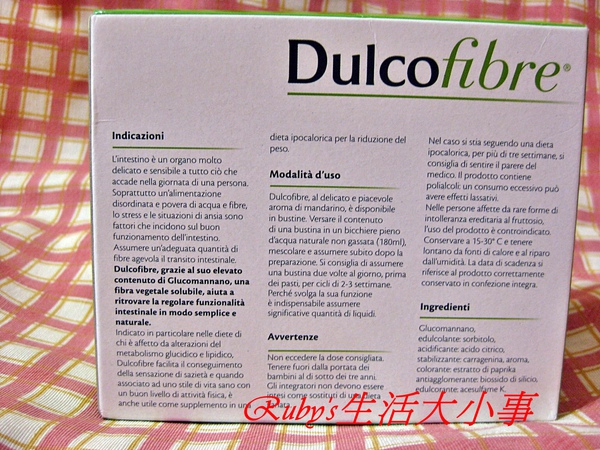 Dulcofibre®
Indicazioni
L'intestino è un organo molto
delicato e sensibile a tutto ciò che
accade nella giornata di una persona.
Soprattutto un'alimentazione
disordinata e povera di acqua e fibre,
lo stress e le situazioni di ansia sono
fattori che incidono sul buon
funzionamento dell'intestino.
Assumere un'adeguata quantità di
fibre agevola il transito intestinale.
Dulcofibre, grazie al suo elevato
contenuto di Glucomannano, una
fibra vegetale solubile, aiuta a
ritrovare la regolare funzionalità
intestinale in modo semplice e
naturale.
Indicato in particolare nelle diete di
chi è affetto da alterazioni del
metabolismo glucidico e lipidico,
Dulcofibre facilita il conseguimento
della sensazione di sazietà e quando
associato ad uno stile di vita sano con
un buon livello di attività fisica, è
anche utile come supplemento in una
dieta ipocalorica per la riduzione del
peso.
Modalità d'uso
Dulcofibre, al delicato e piacevole
aroma di mandarino, è disponibile
in bustine. Versare il contenuto
di una bustina in un bicchiere pieno
d'acqua naturale non gassata (180ml),
mescolare e assumere subito dopo la
preparazione. Si consiglia di assumere
una bustina due volte al giorno, prima
dei pasti, per cicli di 2-3 settimane.
Perché svolga la sua funzione
è indispensabile assumere
significative quantità di liquidi.
Avvertenze
Non eccedere la dose consigliata.
Tenere fuori dalla portata dei
bambini al di sotto dei tre anni.
Gli integratori non devono essere
intesi come sostituti di una dieta
Nel caso si stia seguendo una dieta
ipocalorica, per più di tre settimane, si
consiglia di sentire il parere del
medico. Il prodotto contiene
polialcoli: un consumo eccessivo può
avere effetti lassativi.
Nelle persone affette da rare forme di
intolleranza ereditaria al fruttosio,
l'uso del prodotto è controindicato.
Conservare a 15-30° C e tenere
lontano da fonti di calore e al riparo
dall'umidità. La data di scadenza si
riferisce al prodotto correttamente
conservato in confezione integra.
Ingredienti
Glucomannano,
edulcolante: sorbitolo,
acidificante: acido citrico,
stabilizzante: carragenina, aroma,
colorante: estratto di paprika
antiagglomerante: biossido di silicio,
edulcorante: acesulfame K.
Ruby's生活大小事